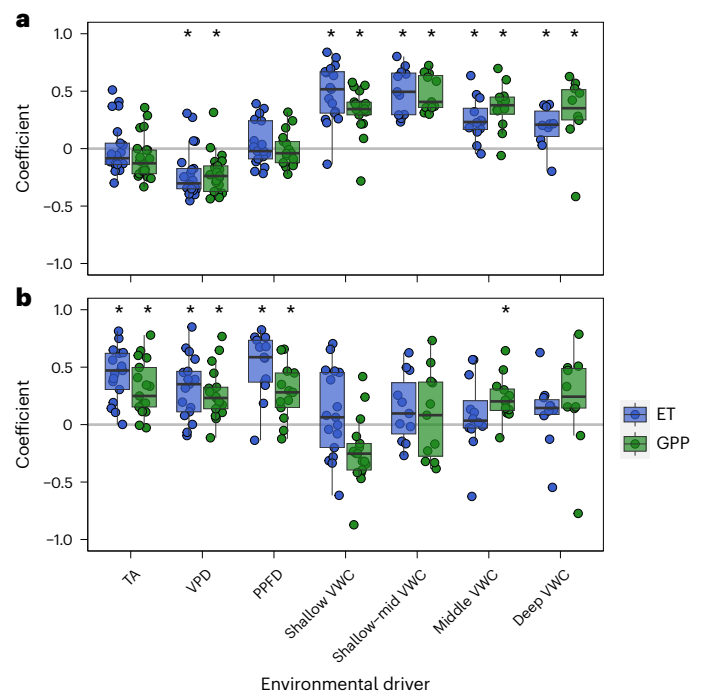 a
* * * * * * * * * *
1.0
0.5
0
−0.5
−1.0
Coefficient
b
* * * * * * *
1.0
0.5
0
−0.5
−1.0
Coefficient
ET
GPP
TA
VPD
PPFD
Shallow VWC
Shallow–mid VWC
Middle VWC
Deep VWC
Environmental driver